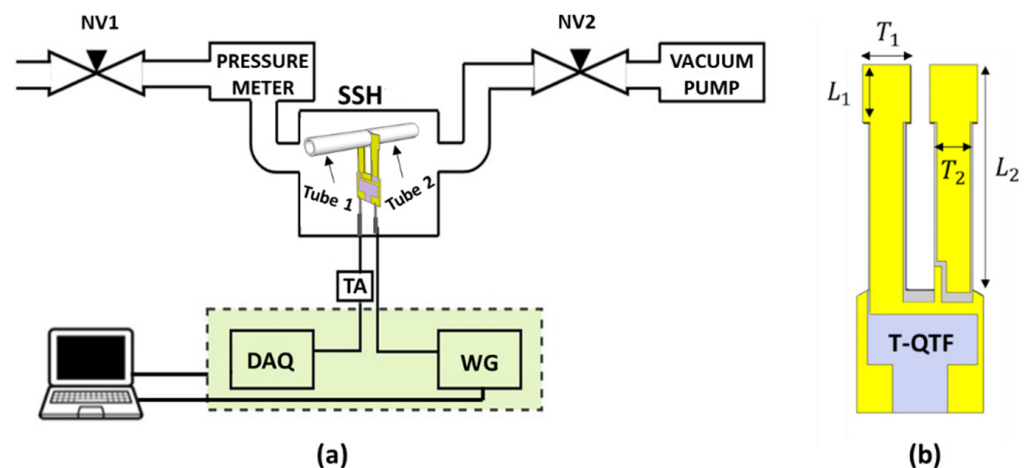 NV1
NV2
PRESSURE
METER
VACUUM
PUMP
SSH
Tube 1
Tube 2
TA
DAQ
WG
(a)
T₁
L₁
T₂
L₂
T-QTF
(b)